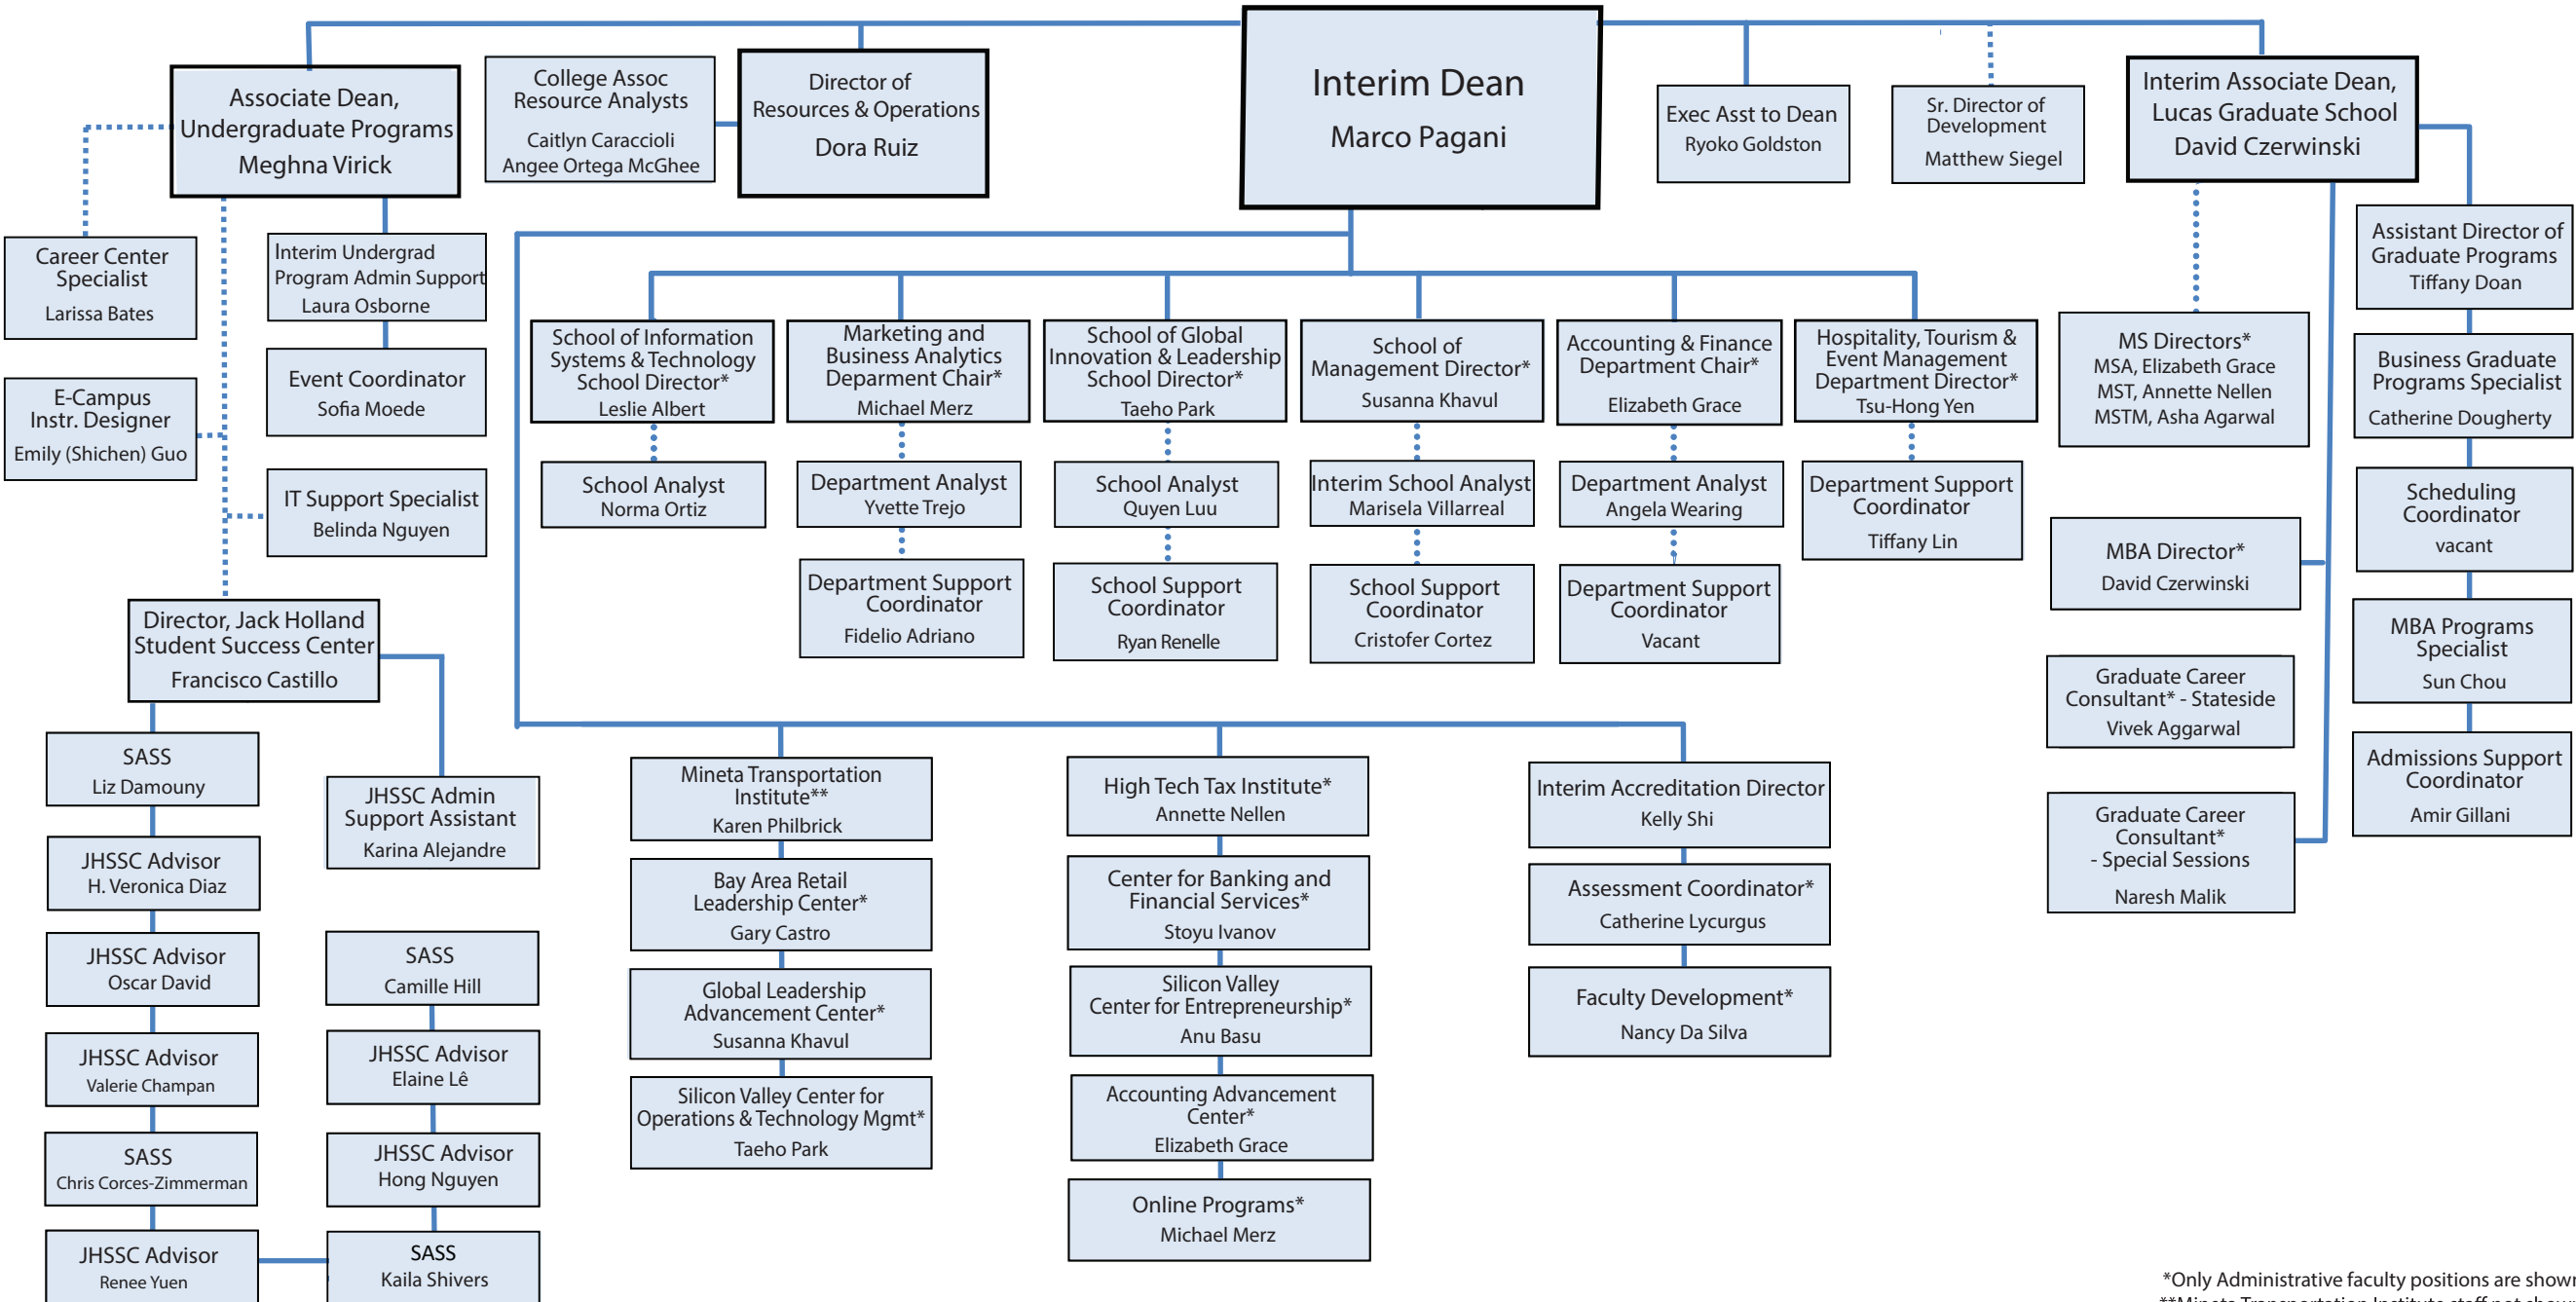 Interim Dean
Marco Pagani
Associate Dean,
Undergraduate Programs
Meghna Virick
College Assoc
Resource Analysts
Caitlyn Caraccioli
Angee Ortega McGhee
Director of
Resources & Operations
Dora Ruiz
Exec Asst to Dean
Ryoko Goldston
Sr. Director of
Development
Matthew Siegel
Interim Associate Dean,
Lucas Graduate School
David Czerwinski
Career Center
Specialist
Larissa Bates
Interim Undergrad
Program Admin Support
Laura Osborne
Event Coordinator
Sofia Moede
E-Campus
Instr. Designer
Emily (Shichen) Guo
IT Support Specialist
Belinda Nguyen
School of Information
Systems & Technology
School Director*
Leslie Albert
School Analyst
Norma Ortiz
Marketing and
Business Analytics
Deparment Chair*
Michael Merz
Department Analyst
Yvette Trejo
Department Support
Coordinator
Fidelio Adriano
School of Global
Innovation & Leadership
School Director*
Taeho Park
School Analyst
Quyen Luu
School Support
Coordinator
Ryan Renelle
School of
Management Director*
Susanna Khavul
Interim School Analyst
Marisela Villarreal
School Support
Coordinator
Cristofer Cortez
Accounting & Finance
Department Chair*
Elizabeth Grace
Department Analyst
Angela Wearing
Department Support
Coordinator
Vacant
Hospitality, Tourism &
Event Management
Department Director*
Tsu-Hong Yen
Department Support
Coordinator
Tiffany Lin
MS Directors*
MSA, Elizabeth Grace
MST, Annette Nellen
MSTM, Asha Agarwal
MBA Director*
David Czerwinski
Graduate Career
Consultant* - Stateside
Vivek Aggarwal
Graduate Career
Consultant*
- Special Sessions
Naresh Malik
Assistant Director of
Graduate Programs
Tiffany Doan
Business Graduate
Programs Specialist
Catherine Dougherty
Scheduling
Coordinator
vacant
MBA Programs
Specialist
Sun Chou
Admissions Support
Coordinator
Amir Gillani
Director, Jack Holland
Student Success Center
Francisco Castillo
SASS
Liz Damouny
JHSSC Advisor
H. Veronica Diaz
JHSSC Advisor
Oscar David
JHSSC Advisor
Valerie Champan
SASS
Chris Corces-Zimmerman
JHSSC Advisor
Renee Yuen
JHSSC Admin
Support Assistant
Karina Alejandre
SASS
Camille Hill
JHSSC Advisor
Elaine Lê
JHSSC Advisor
Hong Nguyen
SASS
Kaila Shivers
Mineta Transportation
Institute**
Karen Philbrick
Bay Area Retail
Leadership Center*
Gary Castro
Global Leadership
Advancement Center*
Susanna Khavul
Silicon Valley Center for
Operations & Technology Mgmt*
Taeho Park
High Tech Tax Institute*
Annette Nellen
Center for Banking and
Financial Services*
Stoyu Ivanov
Silicon Valley
Center for Entrepreneurship*
Anu Basu
Accounting Advancement
Center*
Elizabeth Grace
Online Programs*
Michael Merz
Interim Accreditation Director
Kelly Shi
Assessment Coordinator*
Catherine Lycurgus
Faculty Development*
Nancy Da Silva
*Only Administrative faculty positions are shown
**Mineta Transportation Institute staff not shown